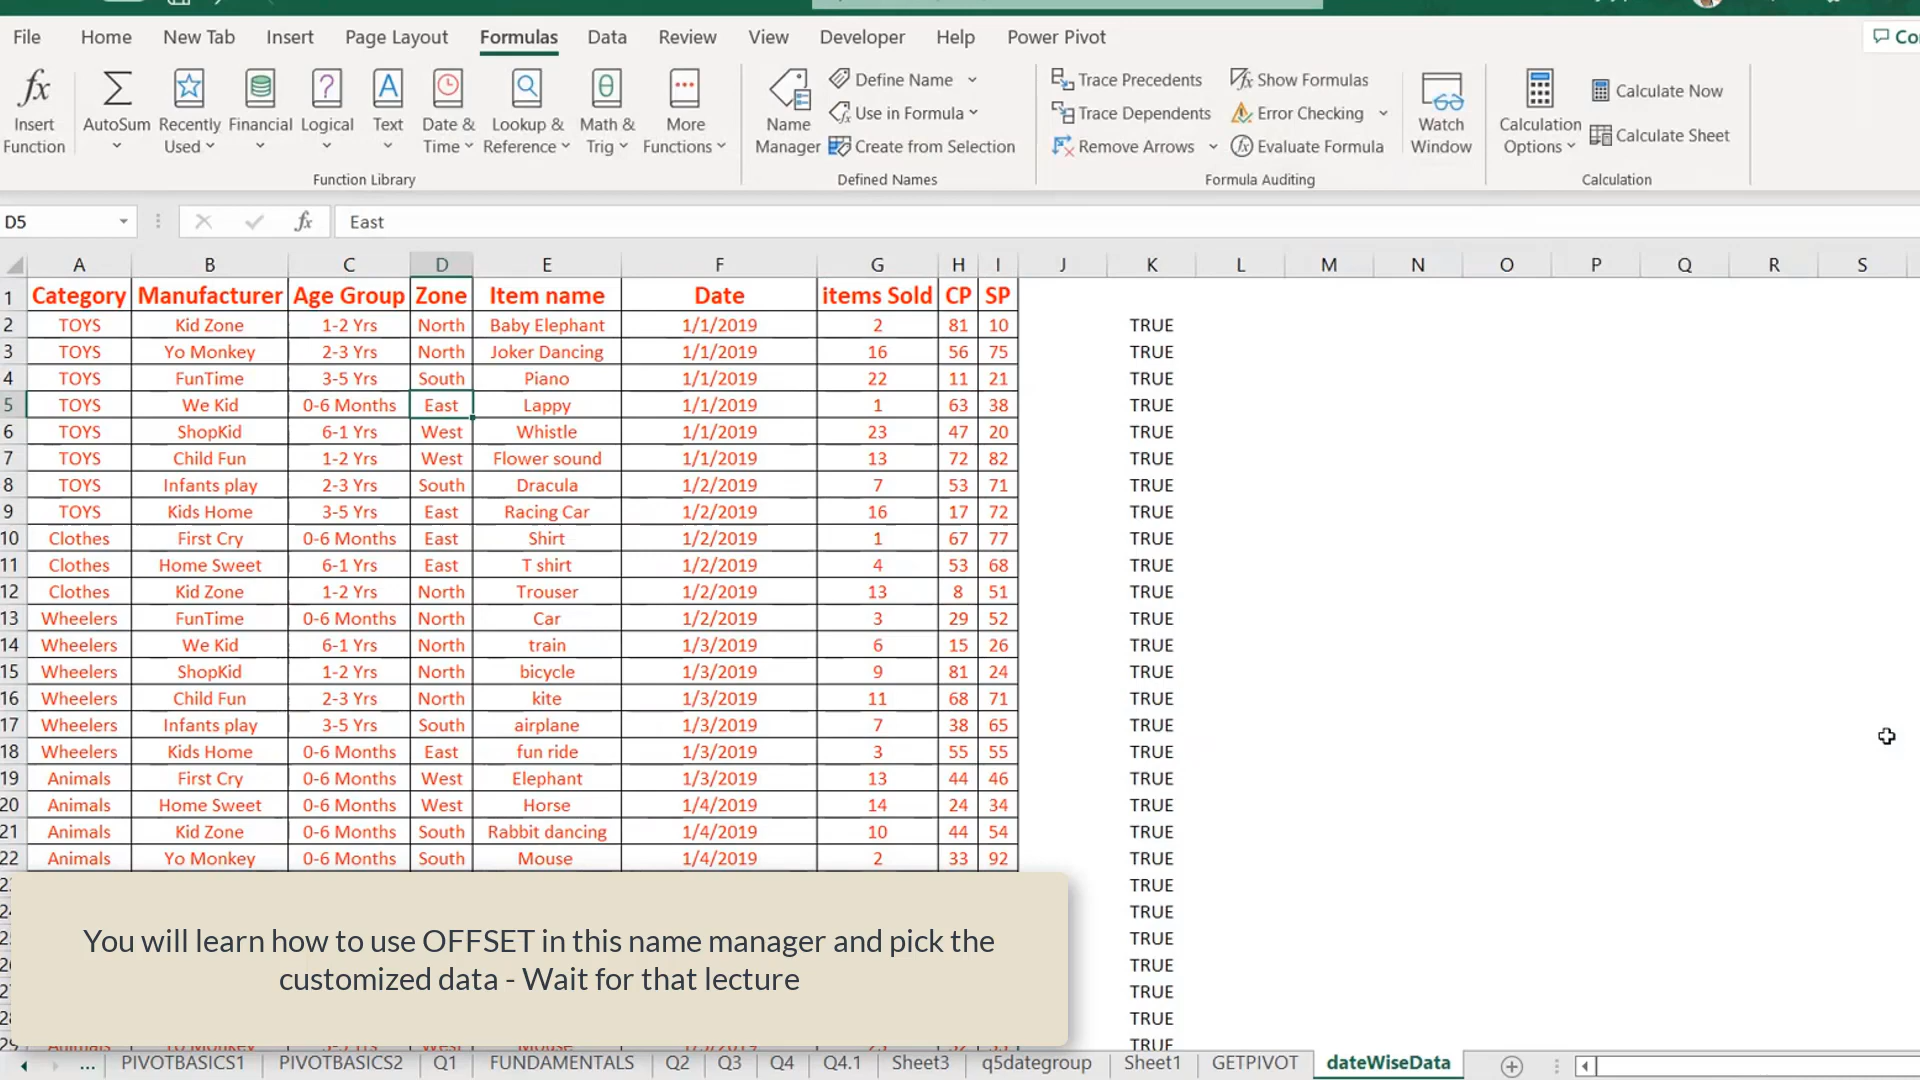 File Home New Tab Insert Page Layout Formulas Data Review View Developer Help Power Pivot
Insert Function AutoSum Recently Used Financial Logical Text Date & Time Lookup & Reference Math & Trig More Functions
Function Library
Name Manager Define Name Use in Formula Create from Selection
Defined Names
Trace Precedents Trace Dependents Remove Arrows Show Formulas Error Checking Evaluate Formula
Formula Auditing
Watch Window
Calculation Options Calculate Now Calculate Sheet
Calculation
D5 fx East
A B C D E F G H I J K L M N O P Q R S
1 Category Manufacturer Age Group Zone Item name Date items Sold CP SP
2 TOYS Kid Zone 1-2 Yrs North Baby Elephant 1/1/2019 2 81 10 TRUE
3 TOYS Yo Monkey 2-3 Yrs North Joker Dancing 1/1/2019 16 56 75 TRUE
4 TOYS FunTime 3-5 Yrs South Piano 1/1/2019 22 11 21 TRUE
5 TOYS We Kid 0-6 Months East Lappy 1/1/2019 1 63 38 TRUE
6 TOYS ShopKid 6-1 Yrs West Whistle 1/1/2019 23 47 20 TRUE
7 TOYS Child Fun 1-2 Yrs West Flower sound 1/1/2019 13 72 82 TRUE
8 TOYS Infants play 2-3 Yrs South Dracula 1/2/2019 7 53 71 TRUE
9 TOYS Kids Home 3-5 Yrs East Racing Car 1/2/2019 16 17 72 TRUE
10 Clothes First Cry 0-6 Months East Shirt 1/2/2019 1 67 77 TRUE
11 Clothes Home Sweet 6-1 Yrs East T shirt 1/2/2019 4 53 68 TRUE
12 Clothes Kid Zone 1-2 Yrs North Trouser 1/2/2019 13 8 51 TRUE
13 Wheelers FunTime 0-6 Months North Car 1/2/2019 3 29 52 TRUE
14 Wheelers We Kid 6-1 Yrs North train 1/3/2019 6 15 26 TRUE
15 Wheelers ShopKid 1-2 Yrs North bicycle 1/3/2019 9 81 24 TRUE
16 Wheelers Child Fun 2-3 Yrs North kite 1/3/2019 11 68 71 TRUE
17 Wheelers Infants play 3-5 Yrs South airplane 1/3/2019 7 38 65 TRUE
18 Wheelers Kids Home 0-6 Months East fun ride 1/3/2019 3 55 55 TRUE
19 Animals First Cry 0-6 Months West Elephant 1/3/2019 13 44 46 TRUE
20 Animals Home Sweet 0-6 Months West Horse 1/4/2019 14 24 34 TRUE
21 Animals Kid Zone 0-6 Months South Rabbit dancing 1/4/2019 10 44 54 TRUE
22 Animals Yo Monkey 0-6 Months South Mouse 1/4/2019 2 33 92 TRUE
TRUE
TRUE
TRUE
TRUE
TRUE
TRUE
TRUE
You will learn how to use OFFSET in this name manager and pick the
customized data - Wait for that lecture
... PIVOTBASICS1 PIVOTBASICS2 Q1 FUNDAMENTALS Q2 Q3 Q4 Q4.1 Sheet3 q5dategroup Sheet1 GETPIVOT dateWiseData